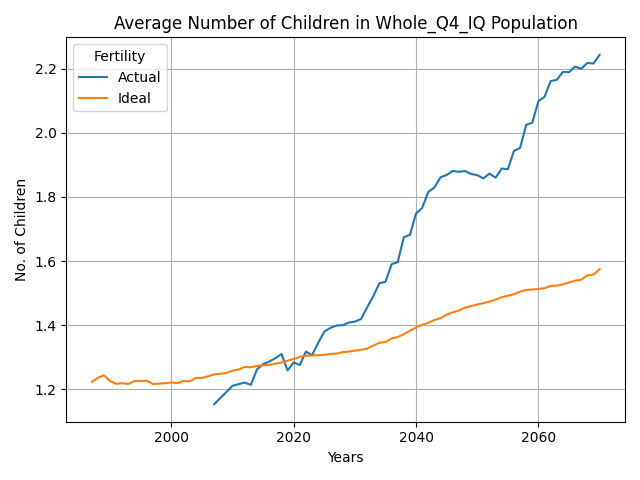 Average Number of Children in Whole_Q4_IQ Population
Fertility
Actual
Ideal
No. of Children
2.2
2.0
1.8
1.6
1.4
1.2
2000 2020 2040 2060
Years